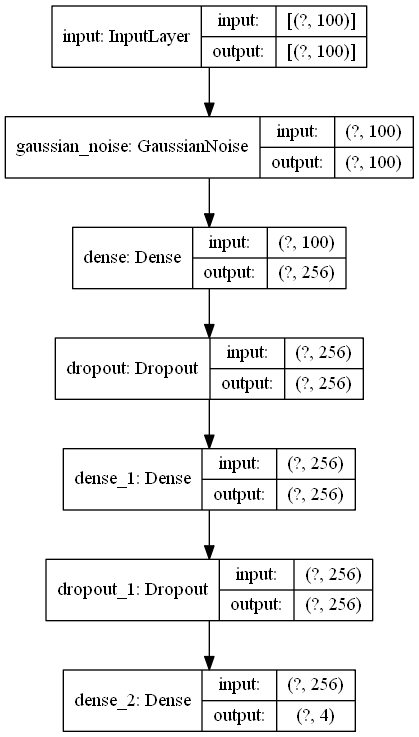 input: InputLayer
input: [(?, 100)]
output: [(?, 100)]
gaussian_noise: GaussianNoise
input: (?, 100)
output: (?, 100)
dense: Dense
input: (?, 100)
output: (?, 256)
dropout: Dropout
input: (?, 256)
output: (?, 256)
dense_1: Dense
input: (?, 256)
output: (?, 256)
dropout_1: Dropout
input: (?, 256)
output: (?, 256)
dense_2: Dense
input: (?, 256)
output: (?, 4)